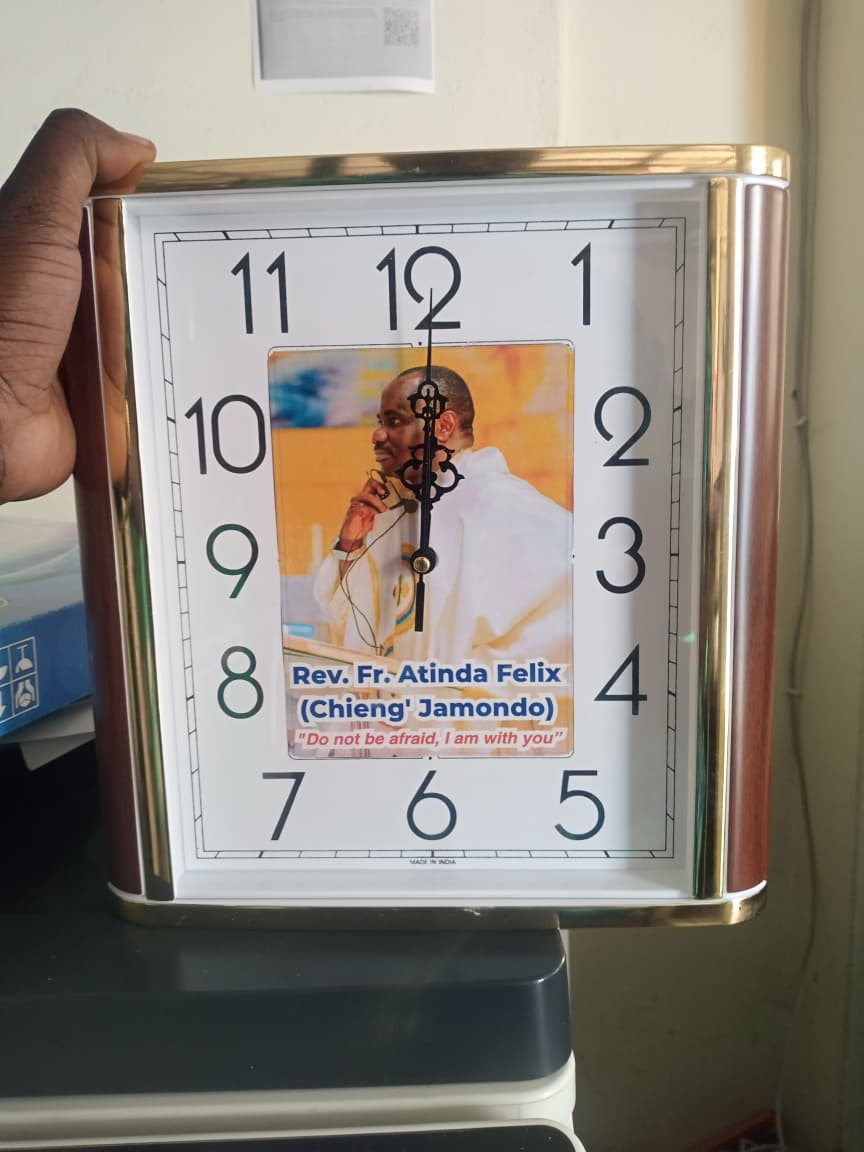 11 12 1
10 2
9 3
8 4
Rev. Fr. Atinda Felix
(Chieng' Jamondo)
"Do not be afraid, I am with you”
7 6 5
MADE IN INDIA